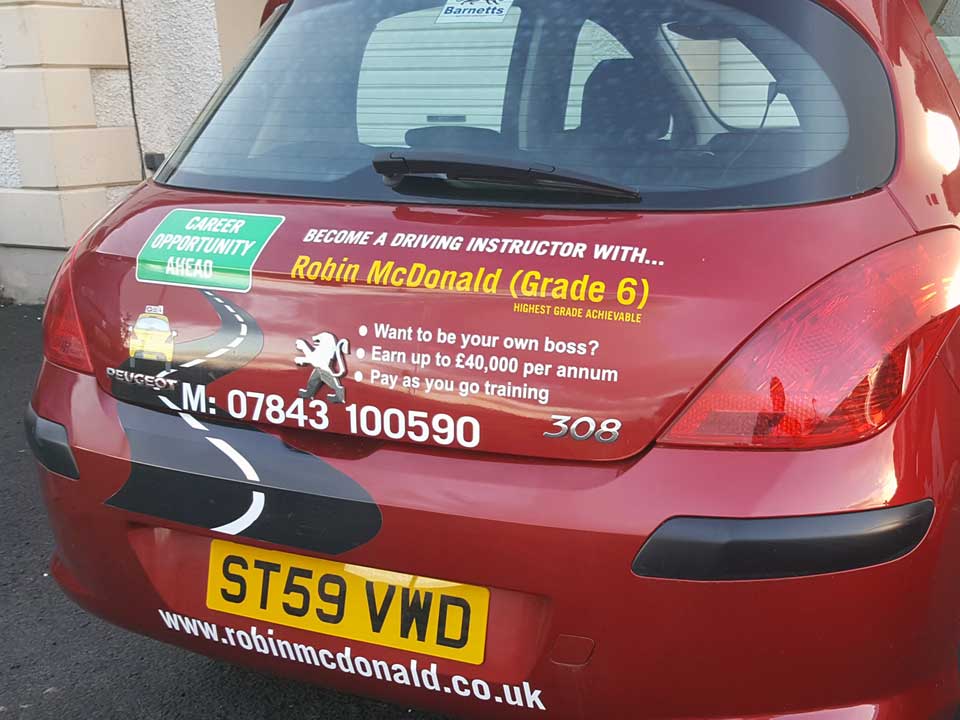 Barnetts
CAREER
OPPORTUNITY
AHEAD
BECOME A DRIVING INSTRUCTOR WITH...
Robin McDonald (Grade 6)
HIGHEST GRADE ACHIEVABLE
• Want to be your own boss?
• Earn up to £40,000 per annum
• Pay as you go training
PEUGEOT
M: 07843 100590
308
ST59 VWD
www.robinmcdonald.co.uk